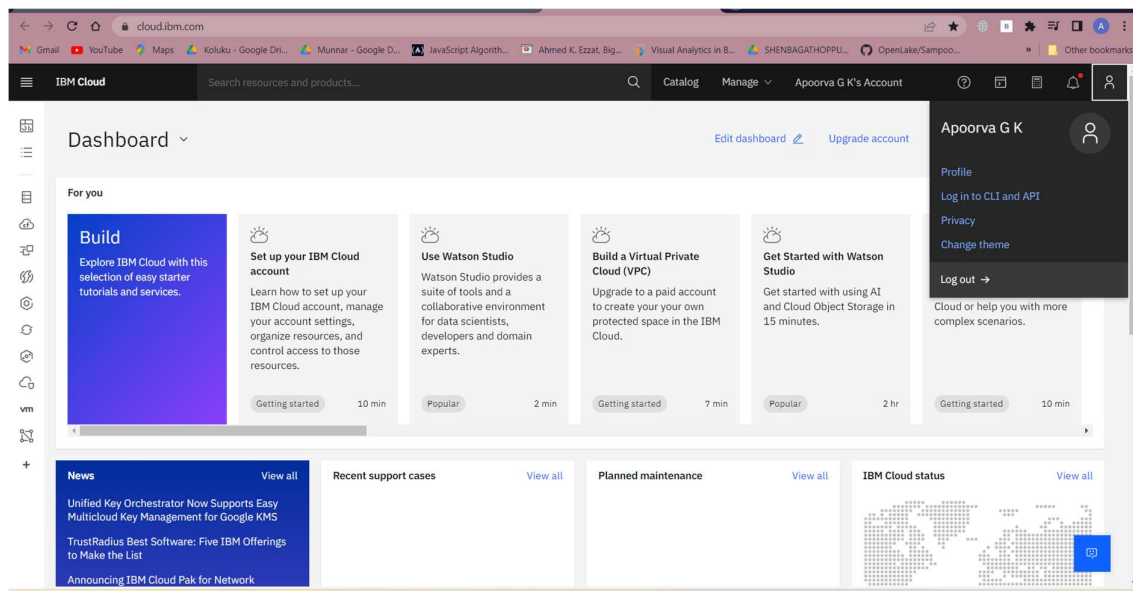 cloud.ibm.com
Gmail YouTube Maps Koluku - Google Dri... Munnar - Google D... JavaScript Algorith... Ahmed K. Ezzat, Big... Visual Analytics in B... SHENBAGATHOPPU... OpenLake/Sampoo... » Other bookmarks
IBM Cloud Search resources and products... Catalog Manage Apoorva G K's Account
Dashboard
Edit dashboard Upgrade account
Apoorva G K
Profile
Log in to CLI and API
Privacy
Change theme
Log out →
For you
Build
Explore IBM Cloud with this
selection of easy starter
tutorials and services.
Set up your IBM Cloud
account
Learn how to set up your
IBM Cloud account, manage
your account settings,
organize resources, and
control access to those
resources.
Getting started 10 min
Use Watson Studio
Watson Studio provides a
suite of tools and a
collaborative environment
for data scientists,
developers and domain
experts.
Popular 2 min
Build a Virtual Private
Cloud (VPC)
Upgrade to a paid account
to create your your own
protected space in the IBM
Cloud.
Getting started 7 min
Get Started with Watson
Studio
Get started with using AI
and Cloud Object Storage in
15 minutes.
Popular 2 hr
Cloud or help you with more
complex scenarios.
Getting started 10 min
vm
News View all
Unified Key Orchestrator Now Supports Easy
Multicloud Key Management for Google KMS
TrustRadius Best Software: Five IBM Offerings
to Make the List
Announcing IBM Cloud Pak for Network
Recent support cases View all
Planned maintenance View all
IBM Cloud status View all